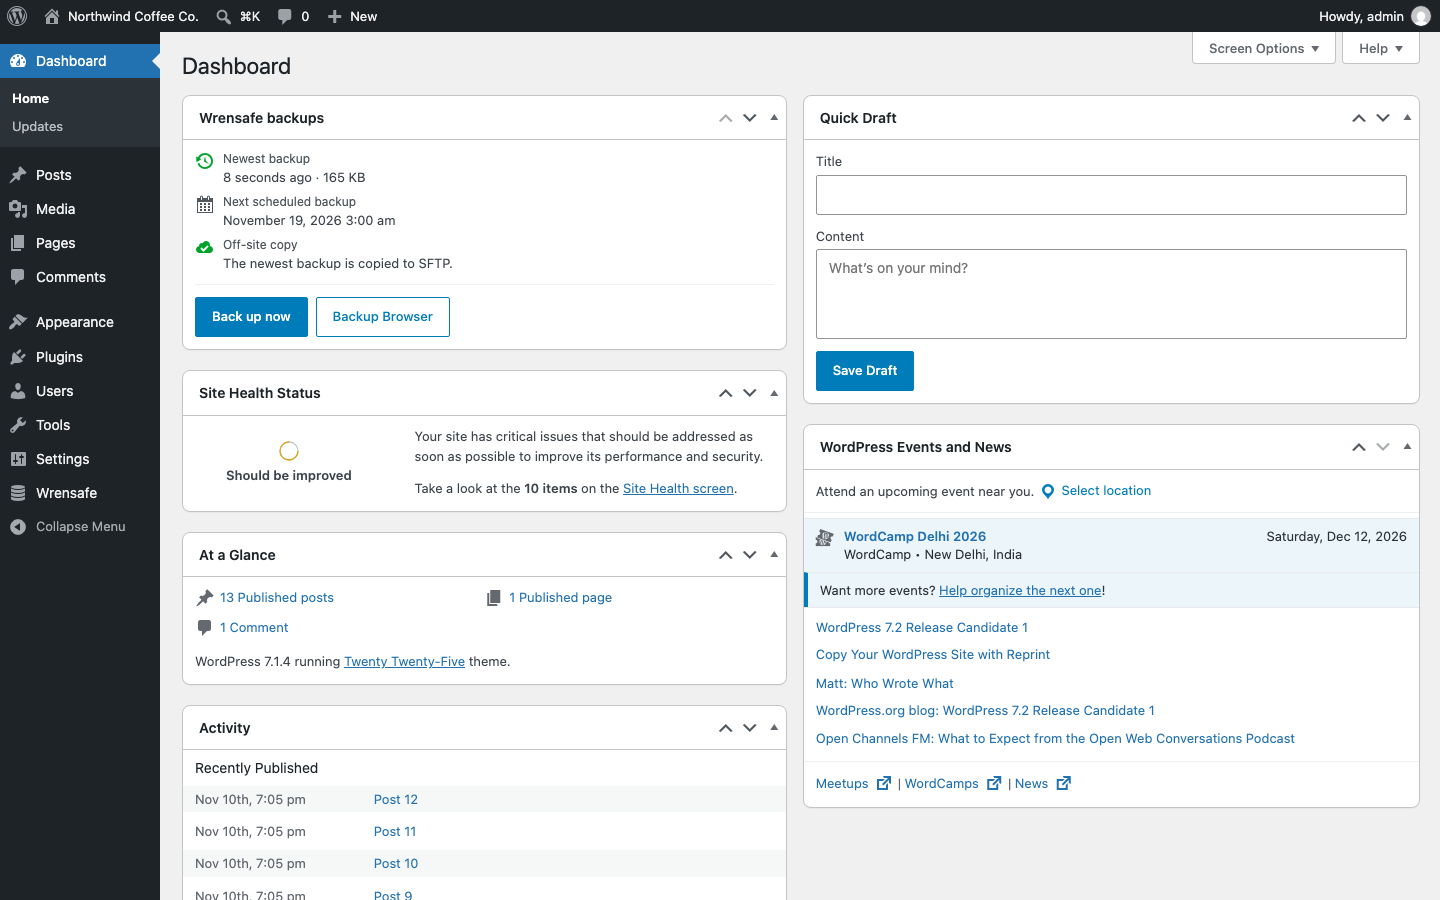 Northwind Coffee Co.
⌘K
0
New
Howdy, admin
Dashboard
Home
Updates
Posts
Media
Pages
Comments
Appearance
Plugins
Users
Tools
Settings
Wrensafe
Collapse Menu
Screen Options
Help
Dashboard
Wrensafe backups
Newest backup
8 seconds ago · 165 KB
Next scheduled backup
November 19, 2026 3:00 am
Off-site copy
The newest backup is copied to SFTP.
Back up now
Backup Browser
Site Health Status
Should be improved
Your site has critical issues that should be addressed as
soon as possible to improve its performance and security.
Take a look at the 10 items on the Site Health screen.
At a Glance
13 Published posts
1 Published page
1 Comment
WordPress 7.1.4 running Twenty Twenty-Five theme.
Activity
Recently Published
Nov 10th, 7:05 pm Post 12
Nov 10th, 7:05 pm Post 11
Nov 10th, 7:05 pm Post 10
Nov 10th, 7:05 pm Post 9
Quick Draft
Title
Content
What's on your mind?
Save Draft
WordPress Events and News
Attend an upcoming event near you. Select location
WordCamp Delhi 2026 Saturday, Dec 12, 2026
WordCamp • New Delhi, India
Want more events? Help organize the next one!
WordPress 7.2 Release Candidate 1
Copy Your WordPress Site with Reprint
Matt: Who Wrote What
WordPress.org blog: WordPress 7.2 Release Candidate 1
Open Channels FM: What to Expect from the Open Web Conversations Podcast
Meetups | WordCamps | News